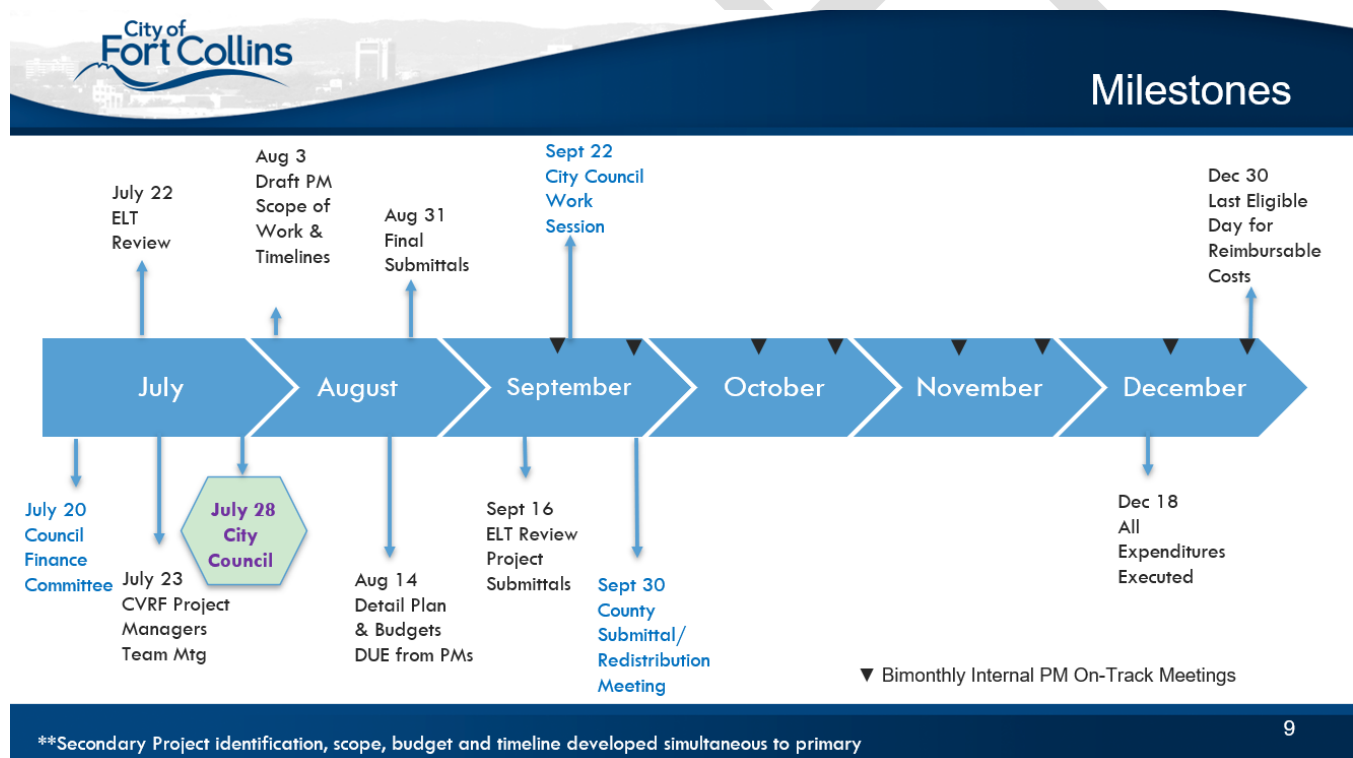 City of
Fort Collins
Milestones
July 22
ELT
Review
Aug 3
Draft PM
Scope of
Work &
Timelines
Aug 31
Final
Submittals
Sept 22
City Council
Work
Session
Dec 30
Last Eligible
Day for
Reimbursable
Costs
July
August
September
October
November
December
July 20
Council
Finance
Committee
July 23
CVRF Project
Managers
Team Mtg
July 28
City
Council
Aug 14
Detail Plan
& Budgets
DUE from PMs
Sept 16
ELT Review
Project
Submittals
Sept 30
County
Submittal/
Redistribution
Meeting
Dec 18
All
Expenditures
Executed
▼ Bimonthly Internal PM On-Track Meetings
9
**Secondary Project identification, scope, budget and timeline developed simultaneous to primary